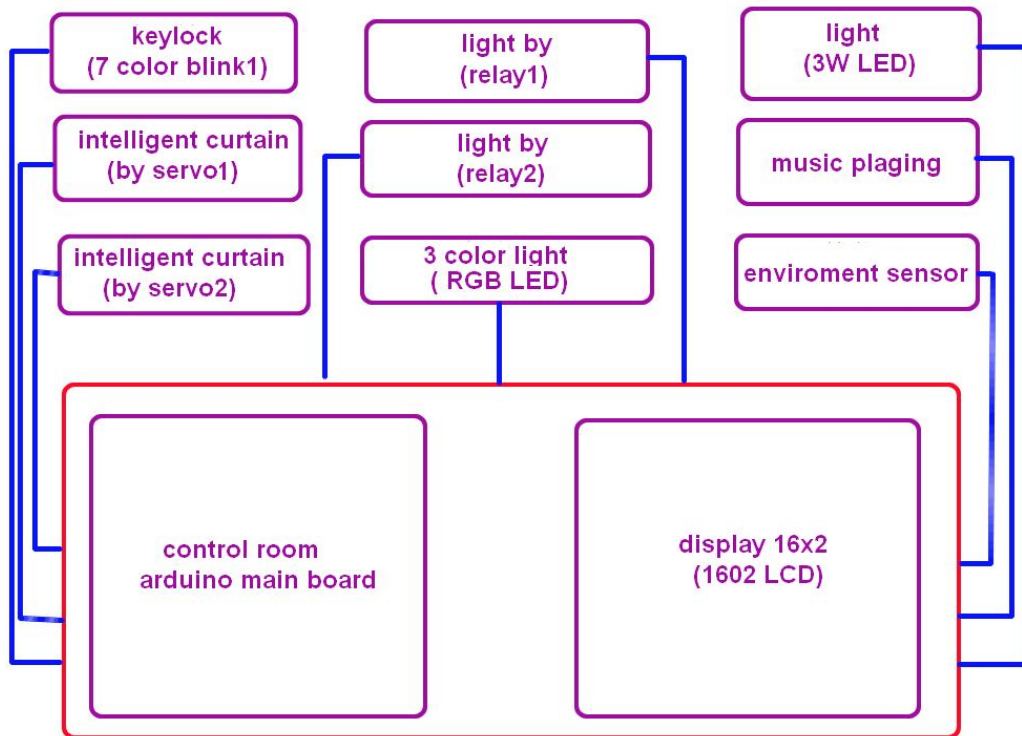 keylock
(7 color blink1)
light by
(relay1)
light
(3W LED)
intelligent curtain
(by servo1)
light by
(relay2)
music plaging
intelligent curtain
(by servo2)
3 color light
( RGB LED)
enviroment sensor
control room
arduino main board
display 16x2
(1602 LCD)